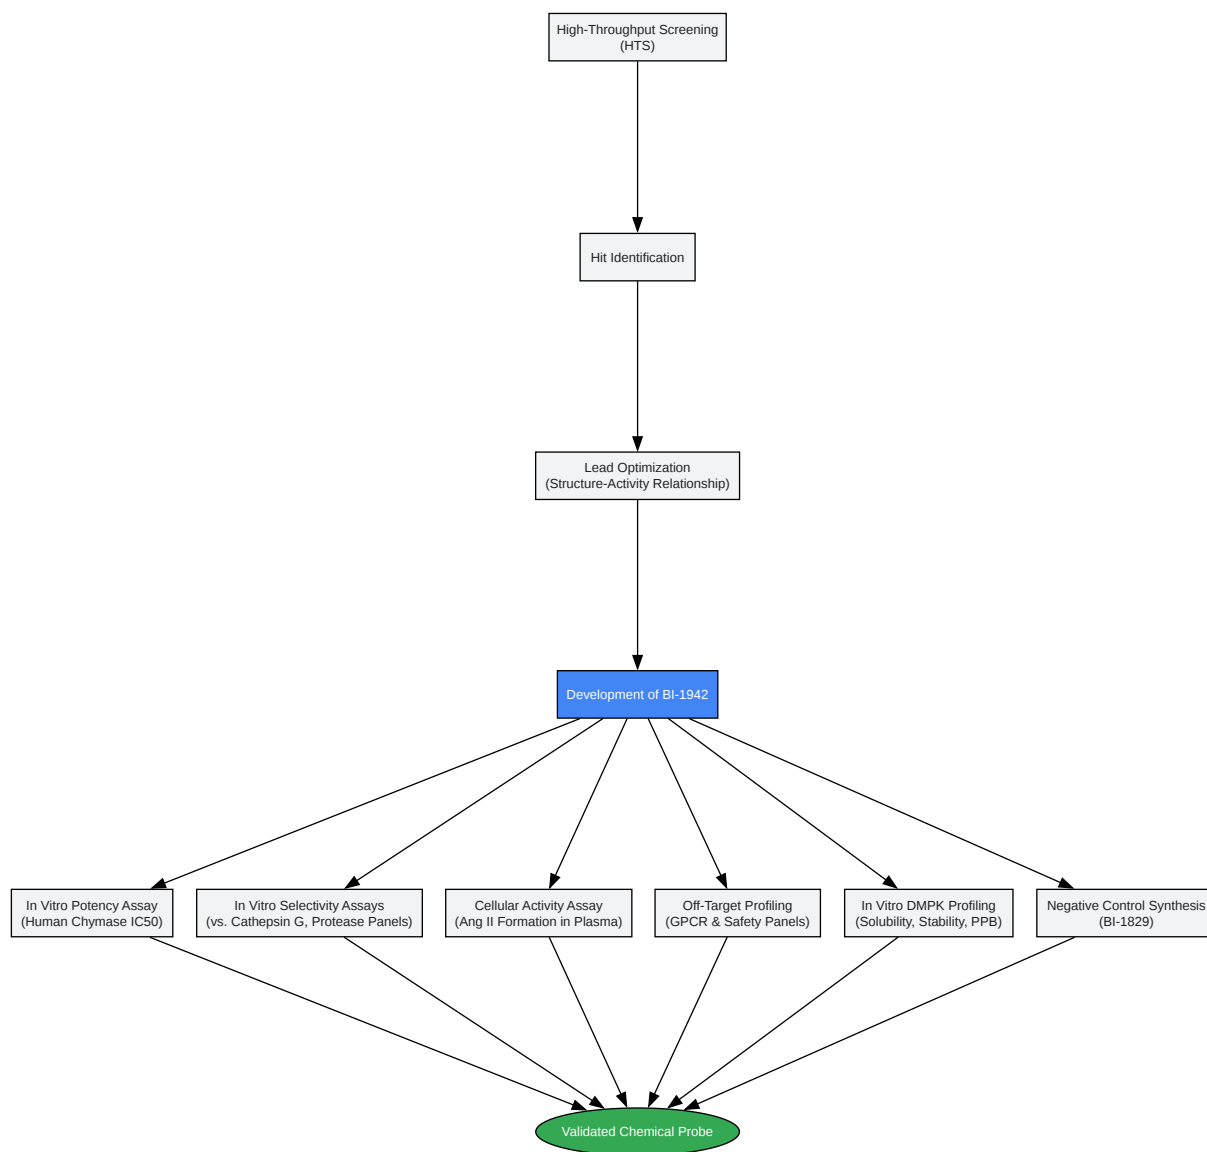 High-Throughput Screening
(HTS)
Hit Identification
Lead Optimization
(Structure-Activity Relationship)
Development of BI-1942
In Vitro Potency Assay
(Human Chymase IC50)
In Vitro Selectivity Assays
(vs. Cathepsin G, Protease Panels)
Cellular Activity Assay
(Ang II Formation in Plasma)
Off-Target Profiling
(GPCR & Safety Panels)
In Vitro DMPK Profiling
(Solubility, Stability, PPB)
Negative Control Synthesis
(BI-1829)
Validated Chemical Probe